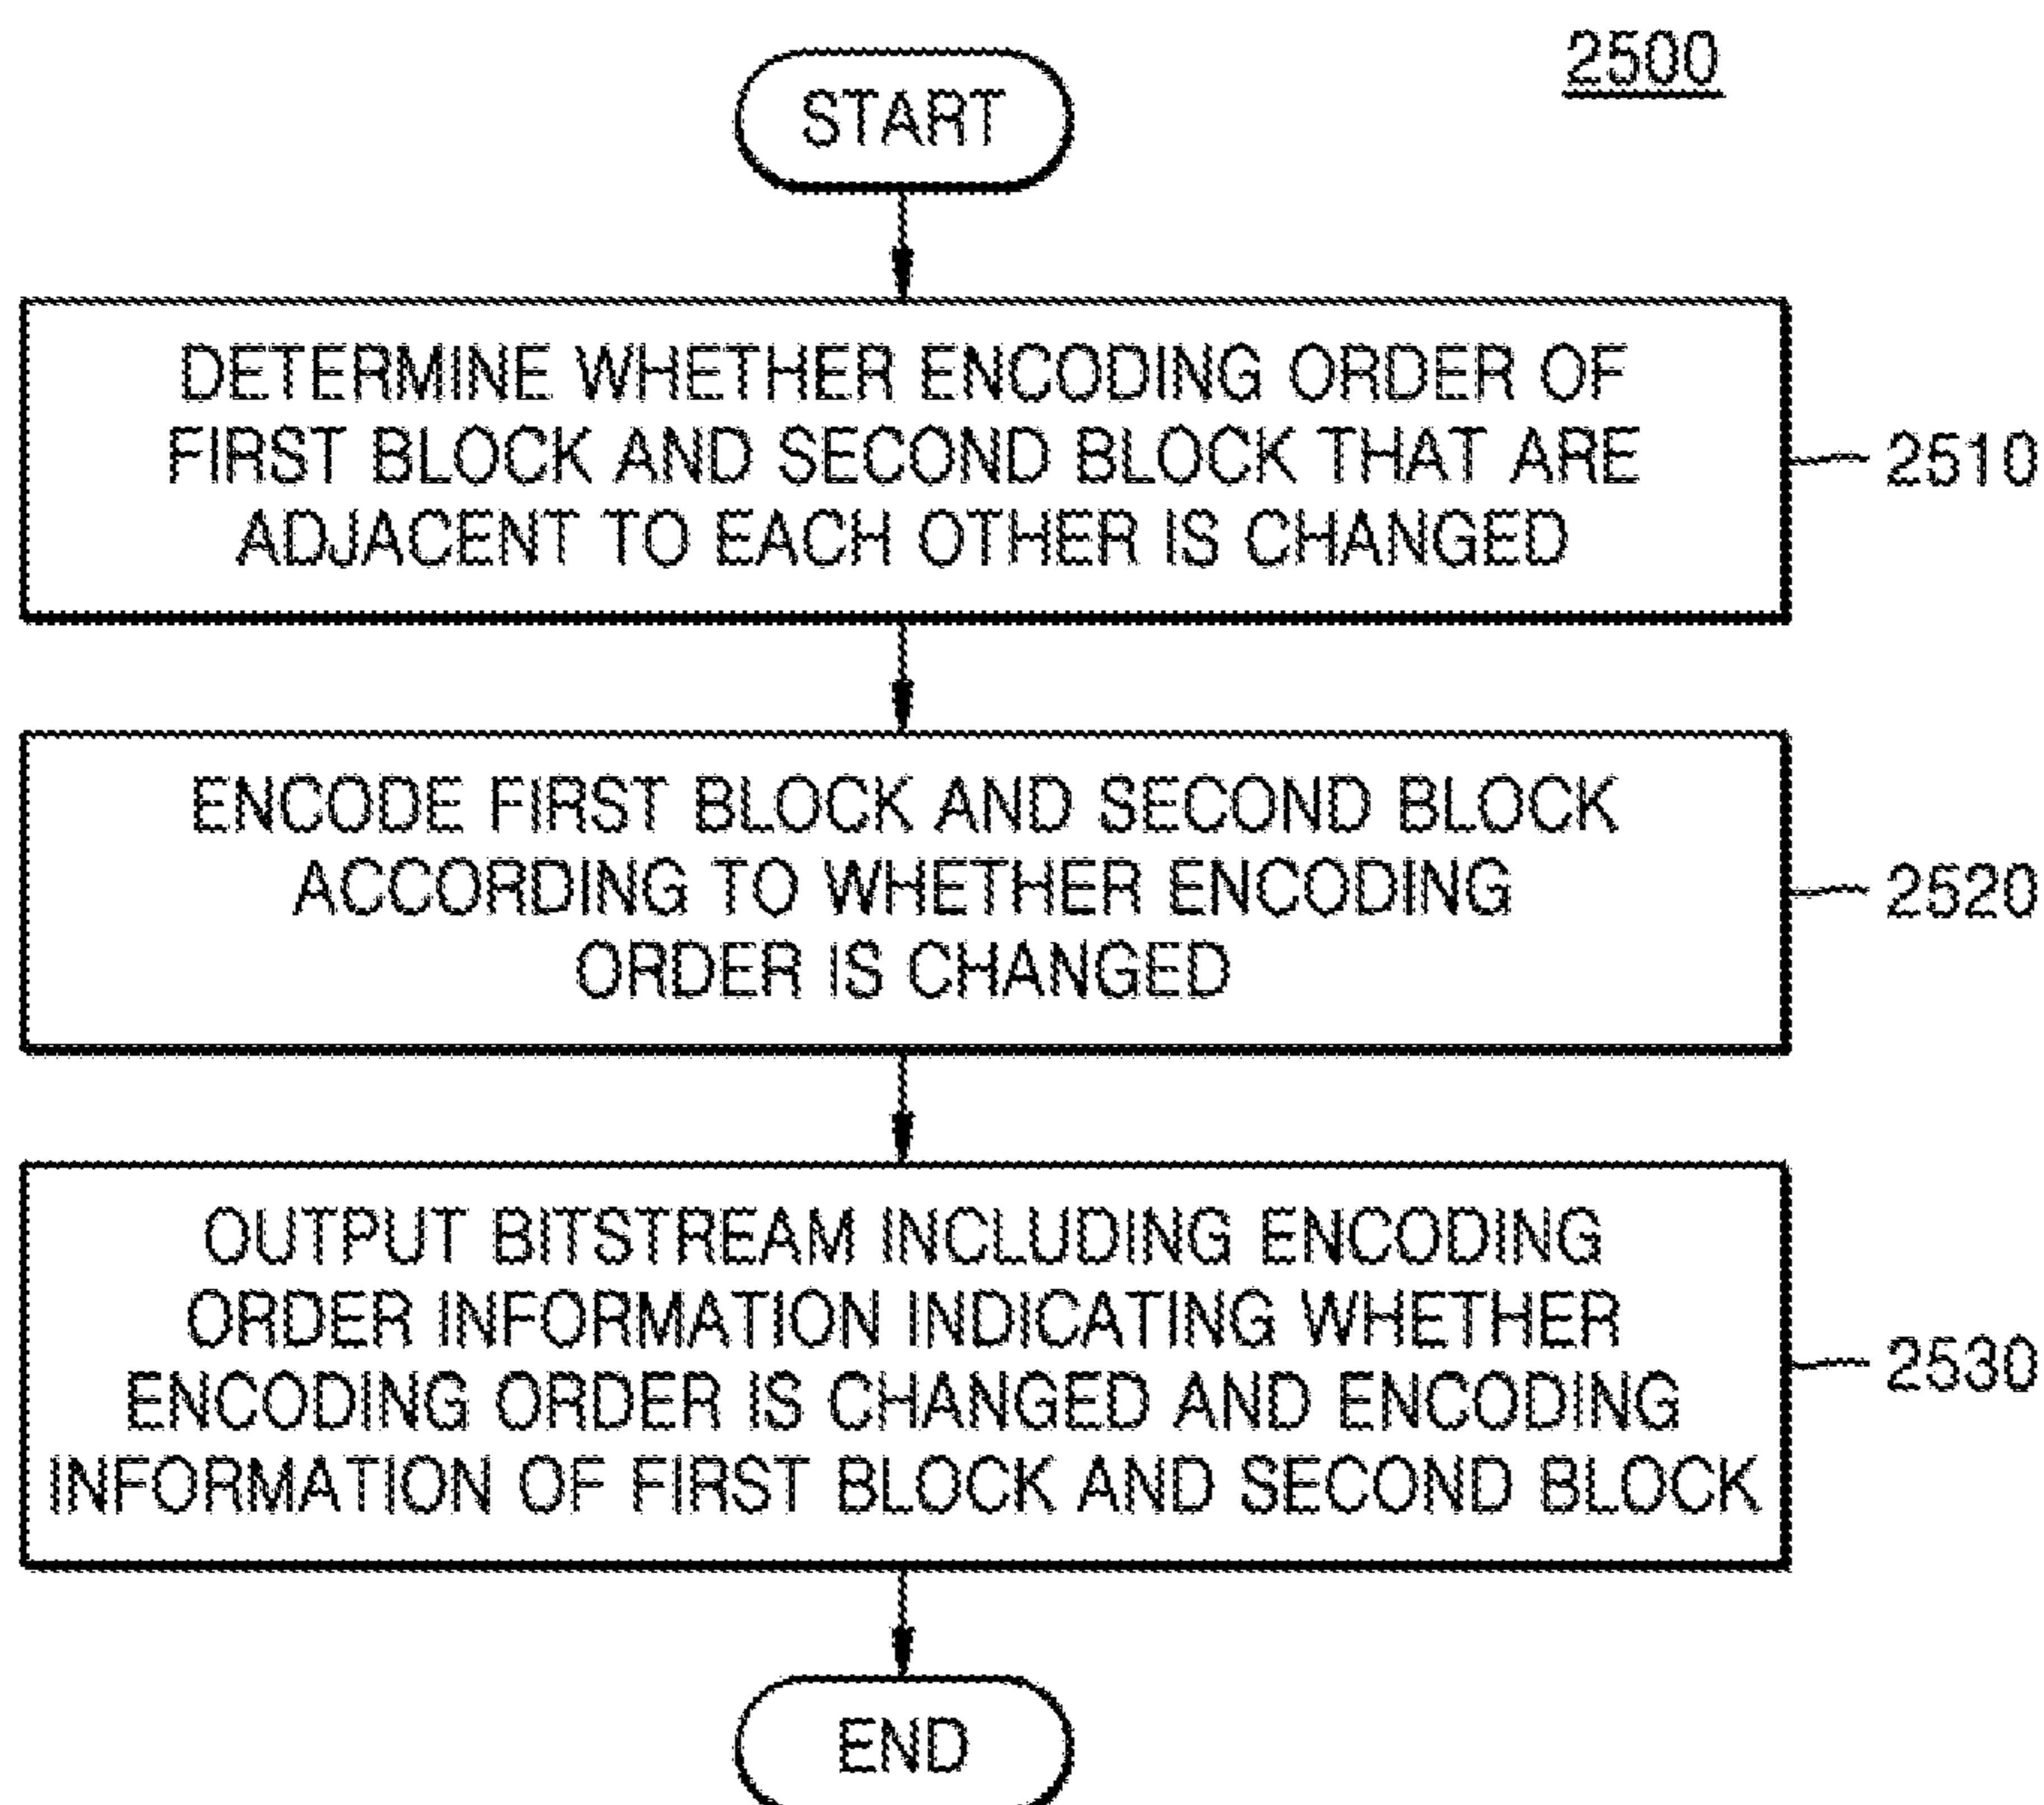 2500
START
DETERMINE WHETHER ENCODING ORDER OF
FIRST BLOCK AND SECOND BLOCK THAT ARE
ADJACENT TO EACH OTHER IS CHANGED
2510
ENCODE FIRST BLOCK AND SECOND BLOCK
ACCORDING TO WHETHER ENCODING
ORDER IS CHANGED
2520
OUTPUT BITSTREAM INCLUDING ENCODING
ORDER INFORMATION INDICATING WHETHER
ENCODING ORDER IS CHANGED AND ENCODING
INFORMATION OF FIRST BLOCK AND SECOND BLOCK
2530
END